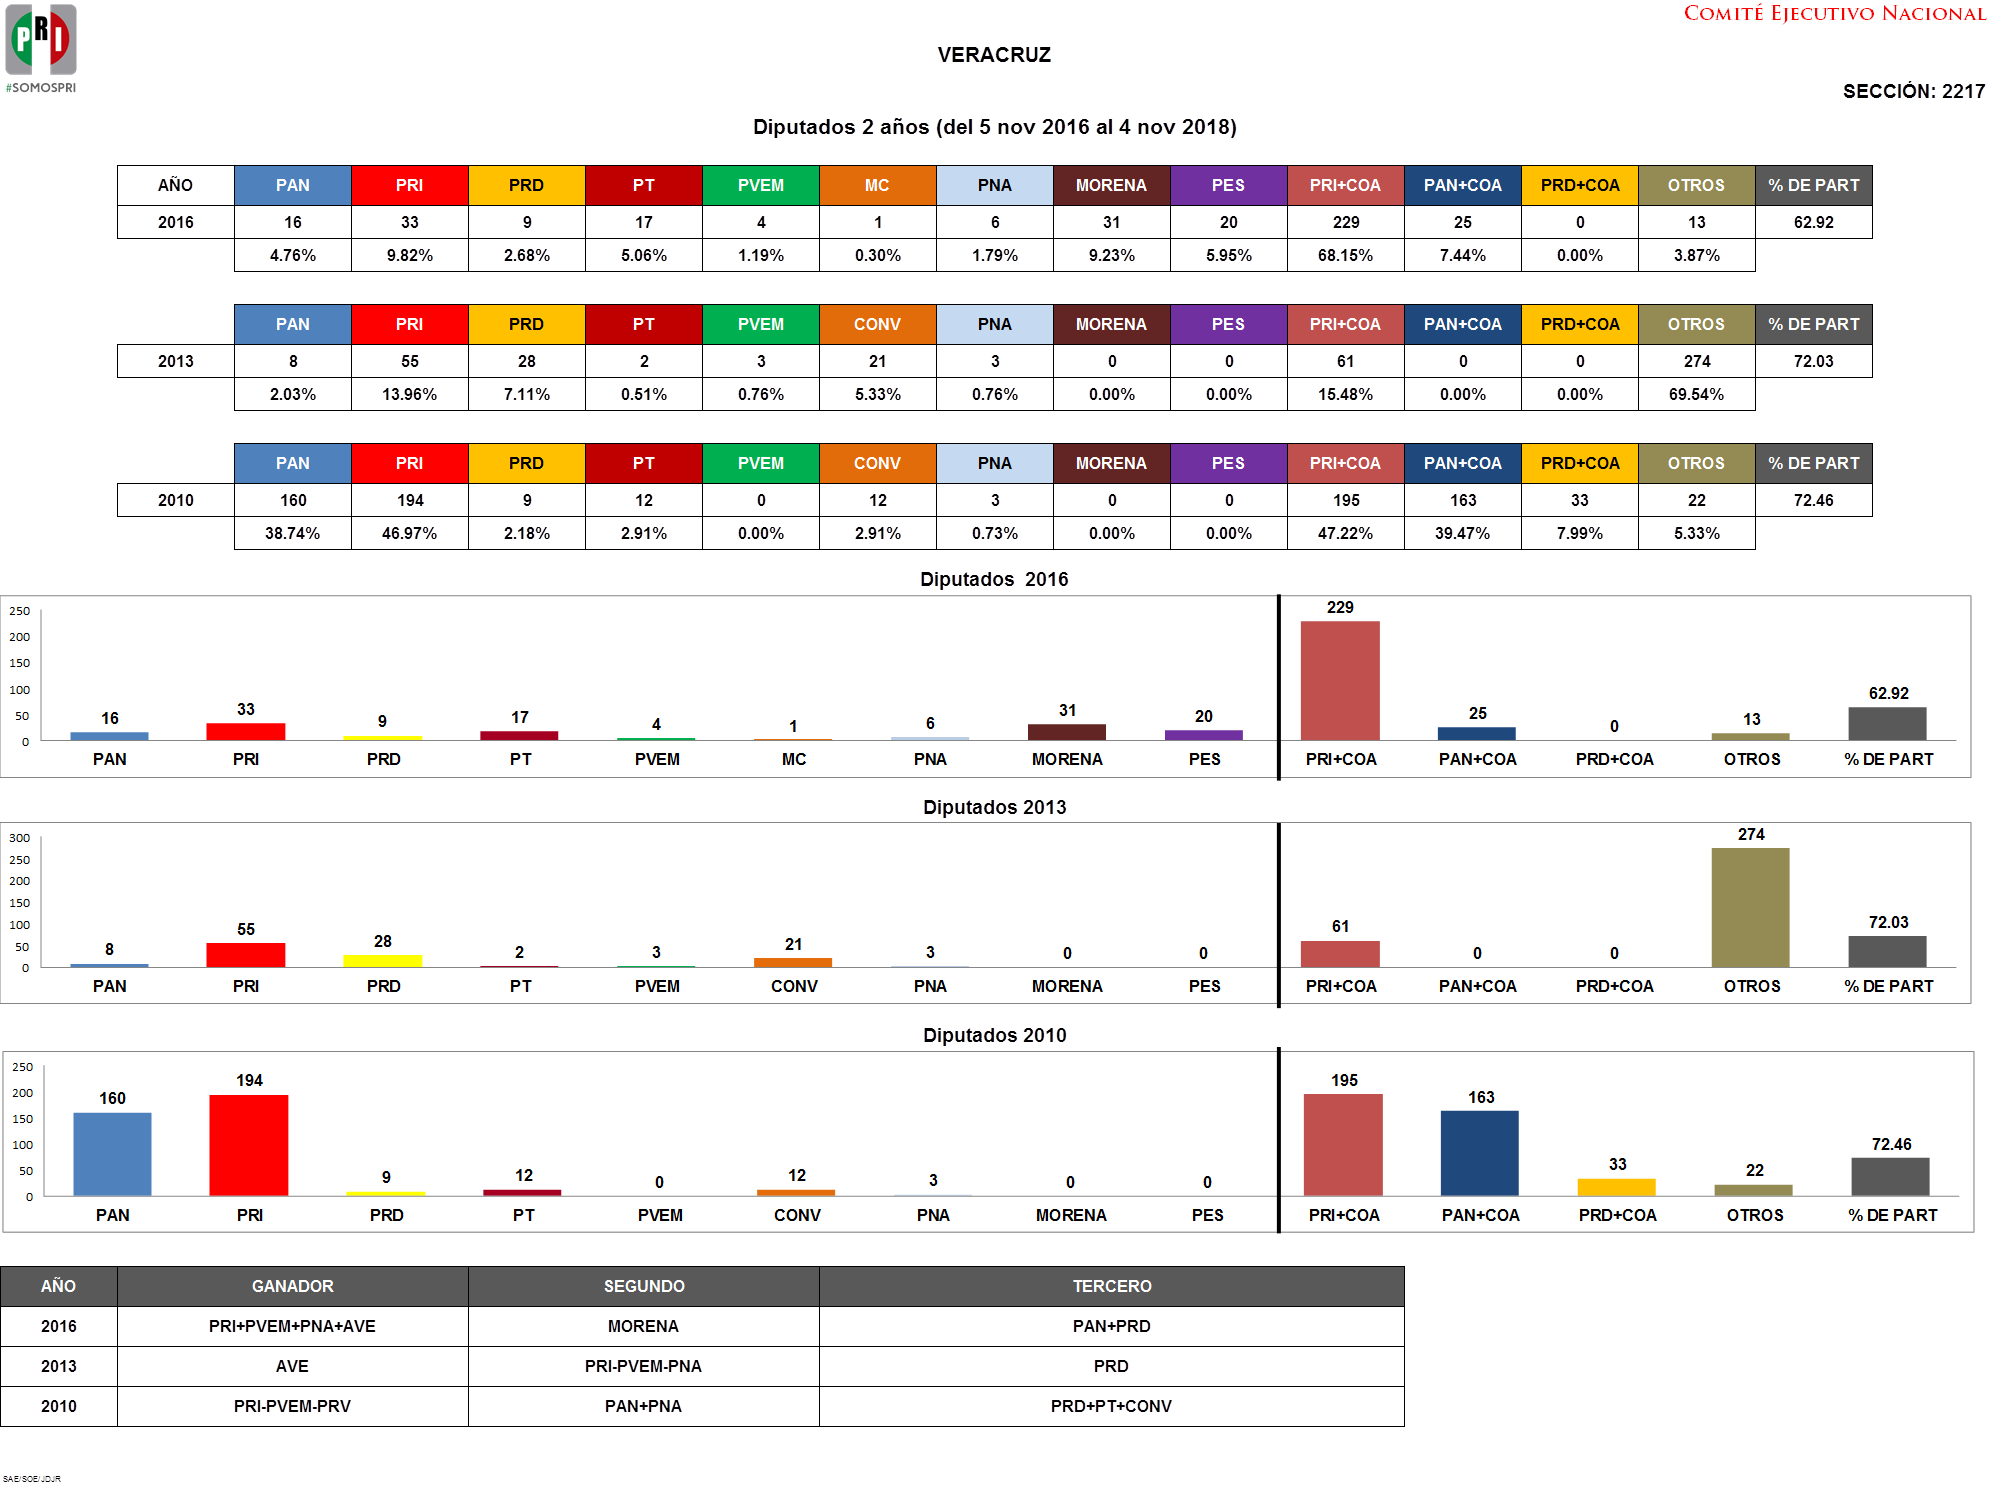 PRI
#SOMOSPRI
COMITÉ EJECUTIVO NACIONAL
VERACRUZ
SECCIÓN: 2217
Diputados 2 años (del 5 nov 2016 al 4 nov 2018)
AÑO PAN PRI PRD PT PVEM MC PNA MORENA PES PRI+COA PAN+COA PRD+COA OTROS % DE PART
2016 16 33 9 17 4 1 6 31 20 229 25 0 13 62.92
4.76% 9.82% 2.68% 5.06% 1.19% 0.30% 1.79% 9.23% 5.95% 68.15% 7.44% 0.00% 3.87%
PAN PRI PRD PT PVEM CONV PNA MORENA PES PRI+COA PAN+COA PRD+COA OTROS % DE PART
2013 8 55 28 2 3 21 3 0 0 61 0 0 274 72.03
2.03% 13.96% 7.11% 0.51% 0.76% 5.33% 0.76% 0.00% 0.00% 15.48% 0.00% 0.00% 69.54%
PAN PRI PRD PT PVEM CONV PNA MORENA PES PRI+COA PAN+COA PRD+COA OTROS % DE PART
2010 160 194 9 12 0 12 3 0 0 195 163 33 22 72.46
38.74% 46.97% 2.18% 2.91% 0.00% 2.91% 0.73% 0.00% 0.00% 47.22% 39.47% 7.99% 5.33%
Diputados 2016
250
200
150
100
50
0
16 33 9 17 4 1 6 31 20 229 25 0 13 62.92
PAN PRI PRD PT PVEM MC PNA MORENA PES PRI+COA PAN+COA PRD+COA OTROS % DE PART
Diputados 2013
300
250
200
150
100
50
0
8 55 28 2 3 21 3 0 0 61 0 0 274 72.03
PAN PRI PRD PT PVEM CONV PNA MORENA PES PRI+COA PAN+COA PRD+COA OTROS % DE PART
Diputados 2010
250
200
150
100
50
0
160 194 9 12 0 12 3 0 0 195 163 33 22 72.46
PAN PRI PRD PT PVEM CONV PNA MORENA PES PRI+COA PAN+COA PRD+COA OTROS % DE PART
AÑO GANADOR SEGUNDO TERCERO
2016 PRI+PVEM+PNA+AVE MORENA PAN+PRD
2013 AVE PRI-PVEM-PNA PRD
2010 PRI-PVEM-PRV PAN+PNA PRD+PT+CONV
SAE/SOE/JDJR